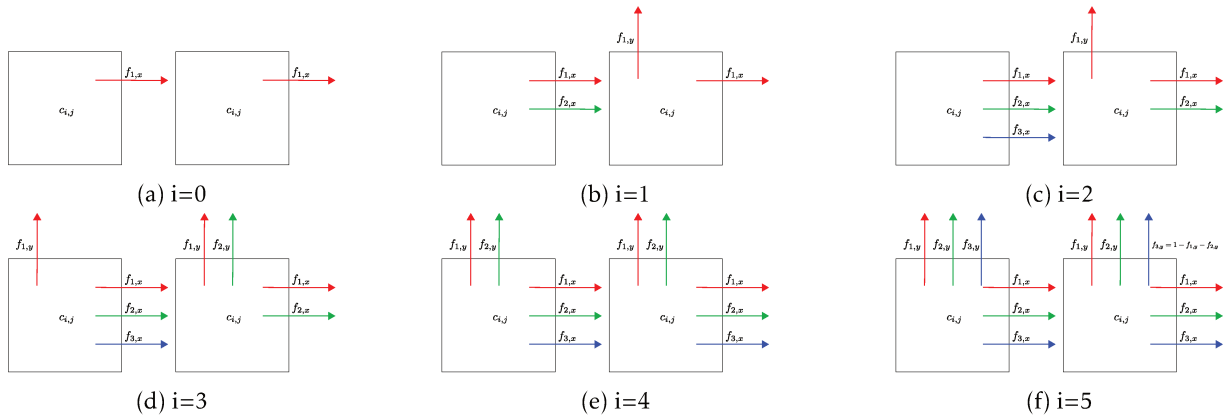 f1,x
f1,x
ci,j
ci,j
(a) i=0
f1,y
f1,x
f1,x
f2,x
ci,j
ci,j
(b) i=1
f1,y
f1,x
f1,x
f2,x
f2,x
f3,x
ci,j
ci,j
(c) i=2
f1,y
f1,y
f2,y
f1,x
f1,x
f2,x
f2,x
f3,x
ci,j
ci,j
(d) i=3
f1,y
f2,y
f1,y
f2,y
f1,x
f1,x
f2,x
f2,x
f3,x
f3,x
ci,j
ci,j
(e) i=4
f1,y
f2,y
f3,y
f1,y
f2,y
f3,y = 1 − f1,y − f2,y
f1,x
f1,x
f2,x
f2,x
f3,x
f3,x
ci,j
ci,j
(f) i=5